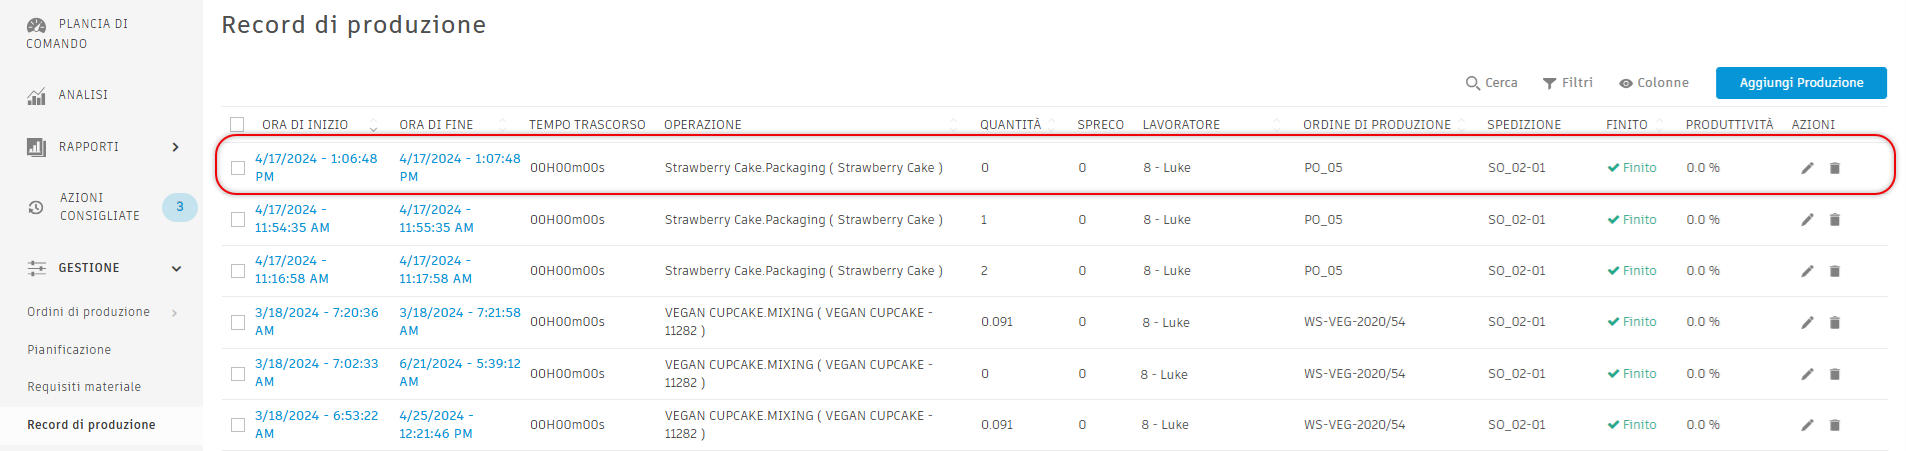 PLANCIA DI
COMANDO
ANALISI
RAPPORTI
AZIONI
CONSIGLIATE
3
GESTIONE
Ordini di produzione
Pianificazione
Requisiti materiale
Record di produzione
Record di produzione
Cerca Filtri Colonne Aggiungi Produzione
ORA DI INIZIO ORA DI FINE TEMPO TRASCORSO OPERAZIONE QUANTITÀ SPRECO LAVORATORE ORDINE DI PRODUZIONE SPEDIZIONE FINITO PRODUTTIVITÀ AZIONI
4/17/2024 - 1:06:48 4/17/2024 - 1:07:48
PM PM 00H00m00s Strawberry Cake.Packaging ( Strawberry Cake ) 0 0 8 - Luke PO_05 SO_02-01 Finito 0.0 %
4/17/2024 - 4/17/2024 -
11:54:35 AM 11:55:35 AM 00H00m00s Strawberry Cake.Packaging ( Strawberry Cake ) 1 0 8 - Luke PO_05 SO_02-01 Finito 0.0 %
4/17/2024 - 4/17/2024 -
11:16:58 AM 11:17:58 AM 00H00m00s Strawberry Cake.Packaging ( Strawberry Cake ) 2 0 8 - Luke PO_05 SO_02-01 Finito 0.0 %
3/18/2024 - 7:20:36 3/18/2024 - 7:21:58 VEGAN CUPCAKE.MIXING ( VEGAN CUPCAKE -
AM AM 00H00m00s 11282 ) 0.091 0 8 - Luke WS-VEG-2020/54 SO_02-01 Finito 0.0 %
3/18/2024 - 7:02:33 6/21/2024 - 5:39:12 VEGAN CUPCAKE.MIXING ( VEGAN CUPCAKE -
AM AM 00H00m00s 11282 ) 0 0 8 - Luke WS-VEG-2020/54 SO_02-01 Finito 0.0 %
3/18/2024 - 6:53:22 4/25/2024 - VEGAN CUPCAKE.MIXING ( VEGAN CUPCAKE -
AM 12:21:46 PM 00H00m00s 11282 ) 0.091 0 8 - Luke WS-VEG-2020/54 SO_02-01 Finito 0.0 %